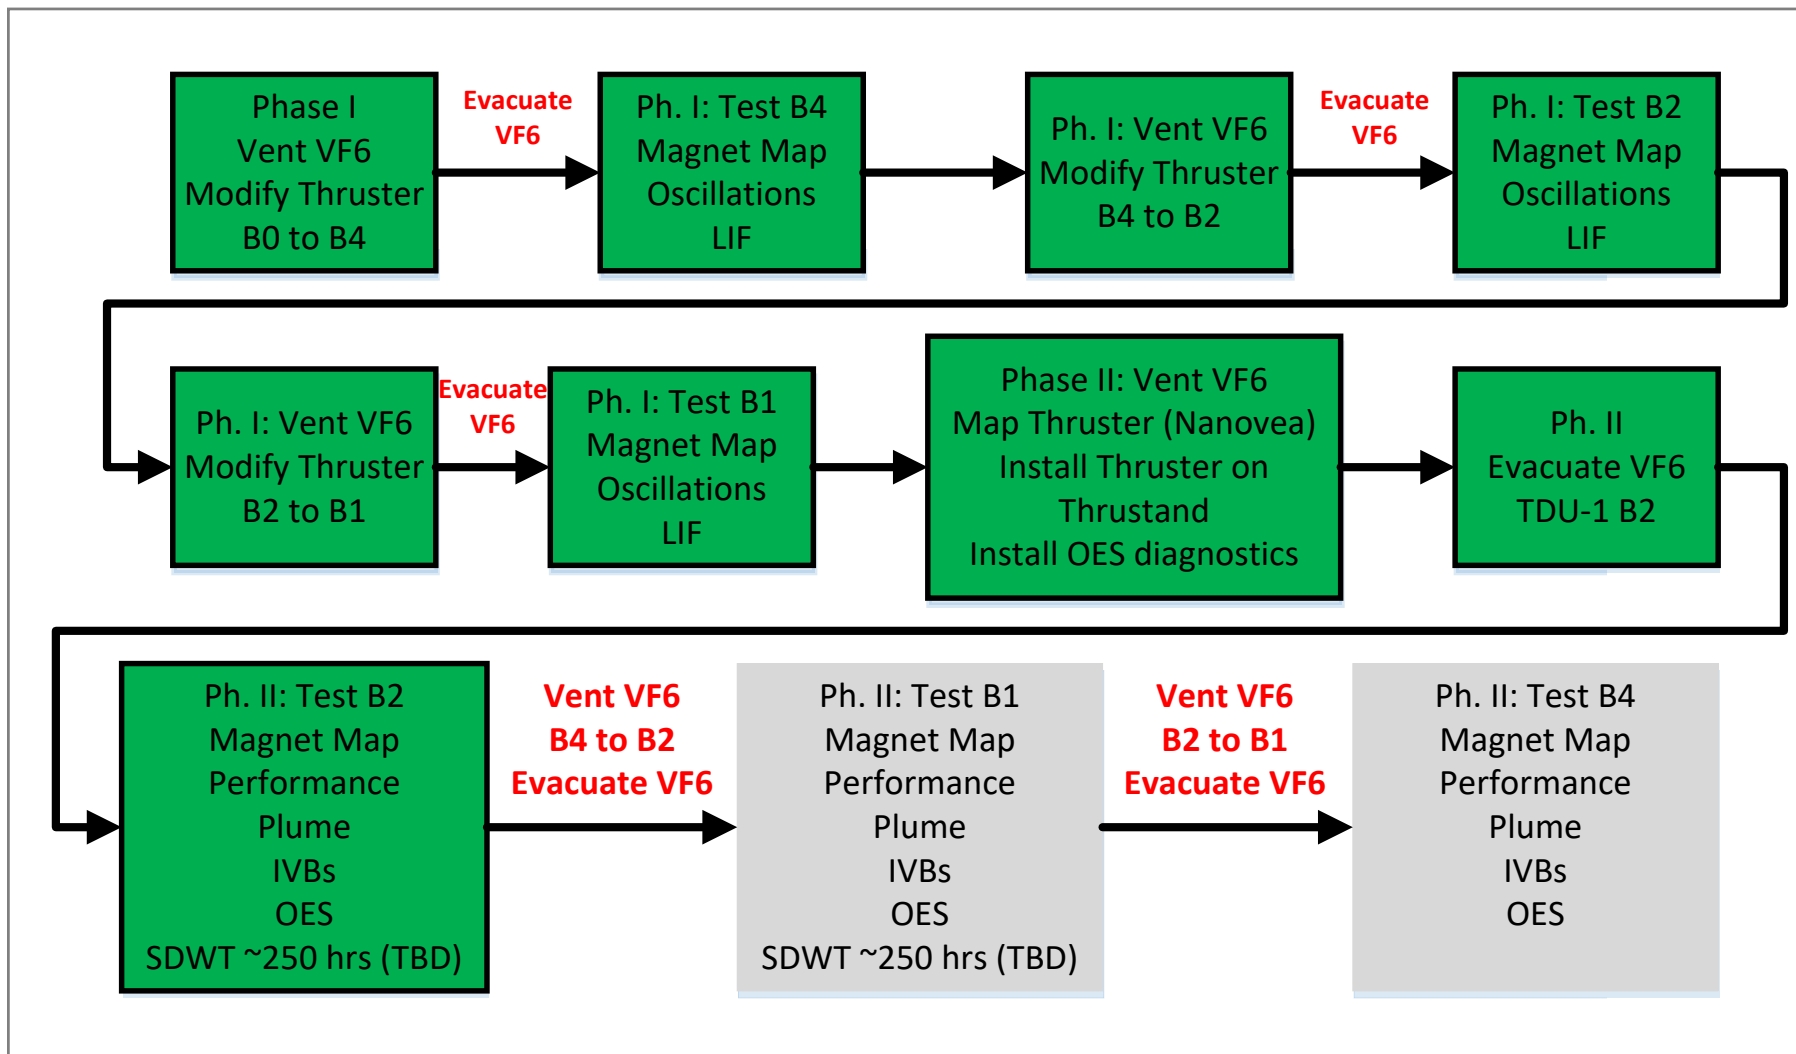 Phase I
Vent VF6
Modify Thruster
B0 to B4
Evacuate
VF6
Ph. I: Test B4
Magnet Map
Oscillations
LIF
Ph. I: Vent VF6
Modify Thruster
B4 to B2
Evacuate
VF6
Ph. I: Test B2
Magnet Map
Oscillations
LIF
Ph. I: Vent VF6
Modify Thruster
B2 to B1
Evacuate
VF6
Ph. I: Test B1
Magnet Map
Oscillations
LIF
Phase II: Vent VF6
Map Thruster (Nanovea)
Install Thruster on
Thrustand
Install OES diagnostics
Ph. II
Evacuate VF6
TDU-1 B2
Ph. II: Test B2
Magnet Map
Performance
Plume
IVBs
OES
SDWT ~250 hrs (TBD)
Vent VF6
B4 to B2
Evacuate VF6
Ph. II: Test B1
Magnet Map
Performance
Plume
IVBs
OES
SDWT ~250 hrs (TBD)
Vent VF6
B2 to B1
Evacuate VF6
Ph. II: Test B4
Magnet Map
Performance
Plume
IVBs
OES